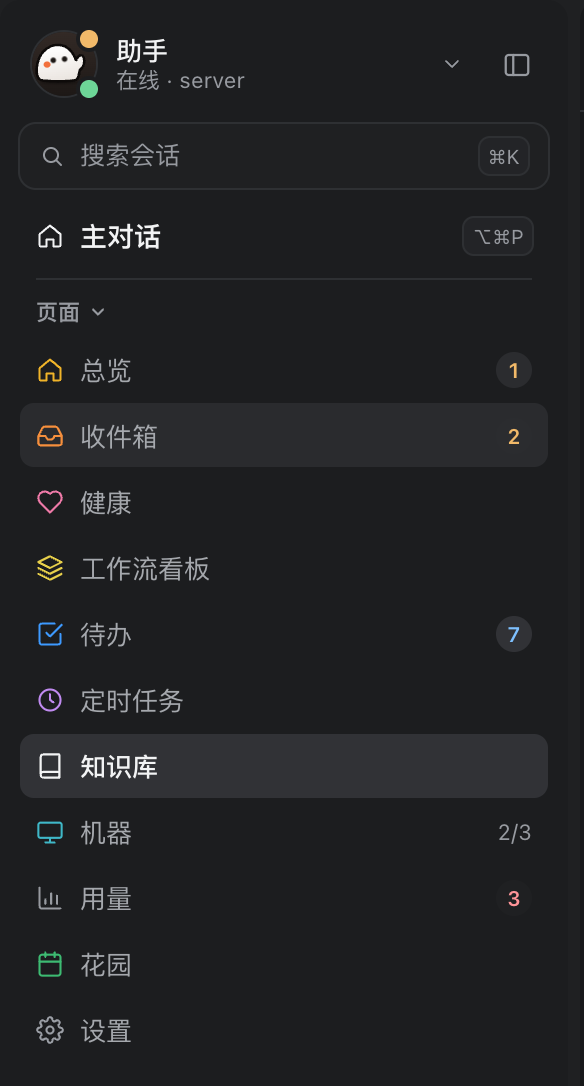 助手
在线 · server
搜索会话 ⌘K
主对话 ⌥⌘P
页面
总览 1
收件箱 2
健康
工作流看板
待办 7
定时任务
知识库
机器 2/3
用量 3
花园
设置